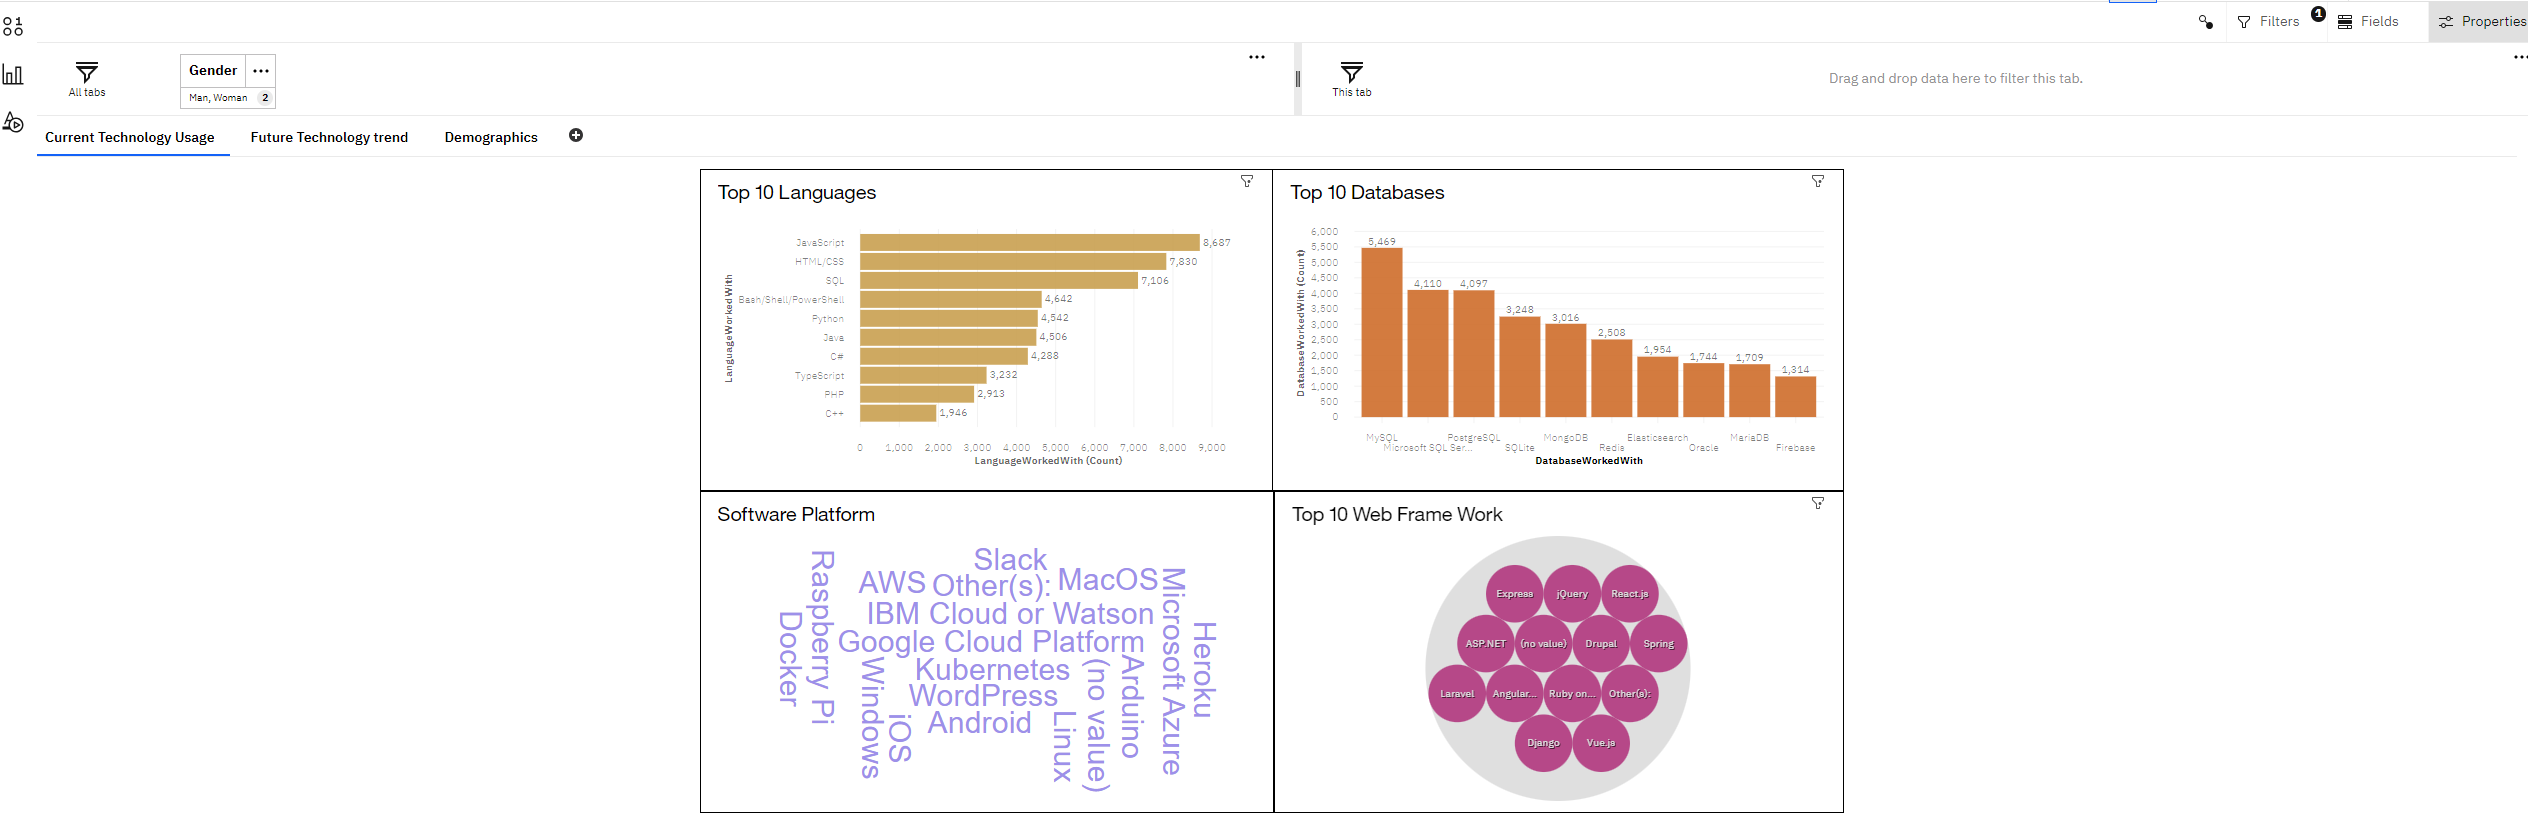 Filters 1
Fields
Properties
All tabs
Gender
Man, Woman 2
This tab
Drag and drop data here to filter this tab.
Current Technology Usage
Future Technology trend
Demographics
Top 10 Languages
LanguageWorkedWith
JavaScript 8,687
HTML/CSS 7,830
SQL 7,106
Bash/Shell/PowerShell 4,642
Python 4,542
Java 4,506
C# 4,288
TypeScript 3,232
PHP 2,913
C++ 1,946
0 1,000 2,000 3,000 4,000 5,000 6,000 7,000 8,000 9,000
LanguageWorkedWith (Count)
Top 10 Databases
DatabaseWorkedWith (Count)
6,000
5,500
5,000
4,500
4,000
3,500
3,000
2,500
2,000
1,500
1,000
500
0
5,469
4,110
4,097
3,248
3,016
2,508
1,954
1,744
1,709
1,314
MySQL
Microsoft SQL Ser...
PostgreSQL
SQLite
MongoDB
Redis
Elasticsearch
Oracle
MariaDB
Firebase
DatabaseWorkedWith
Software Platform
Slack
AWS
Other(s):
MacOS
IBM Cloud or Watson
Google Cloud Platform
Kubernetes
WordPress
Android
Raspberry Pi
Docker
Windows
iOS
Linux
(no value)
Arduino
Microsoft Azure
Heroku
Top 10 Web Frame Work
Express
jQuery
React.js
ASP.NET
(no value)
Drupal
Spring
Laravel
Angular...
Ruby on...
Other(s):
Django
Vue.js